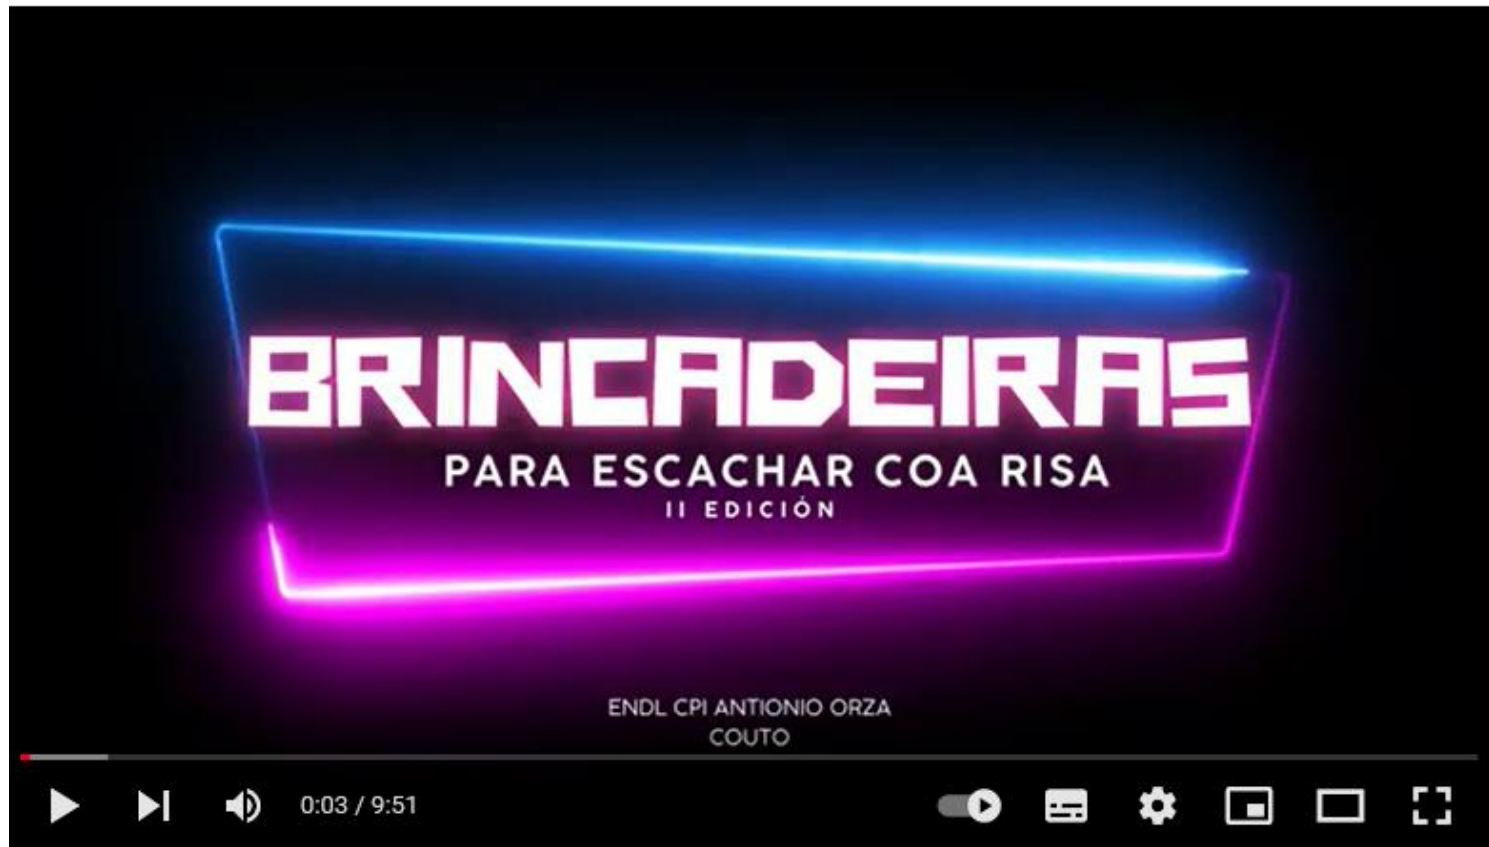 BRINCADEIRAS
PARA ESCACHAR COA RISA
II EDICIÓN
ENDL CPI ANTIONIO ORZA
COUTO
0:03 / 9:51